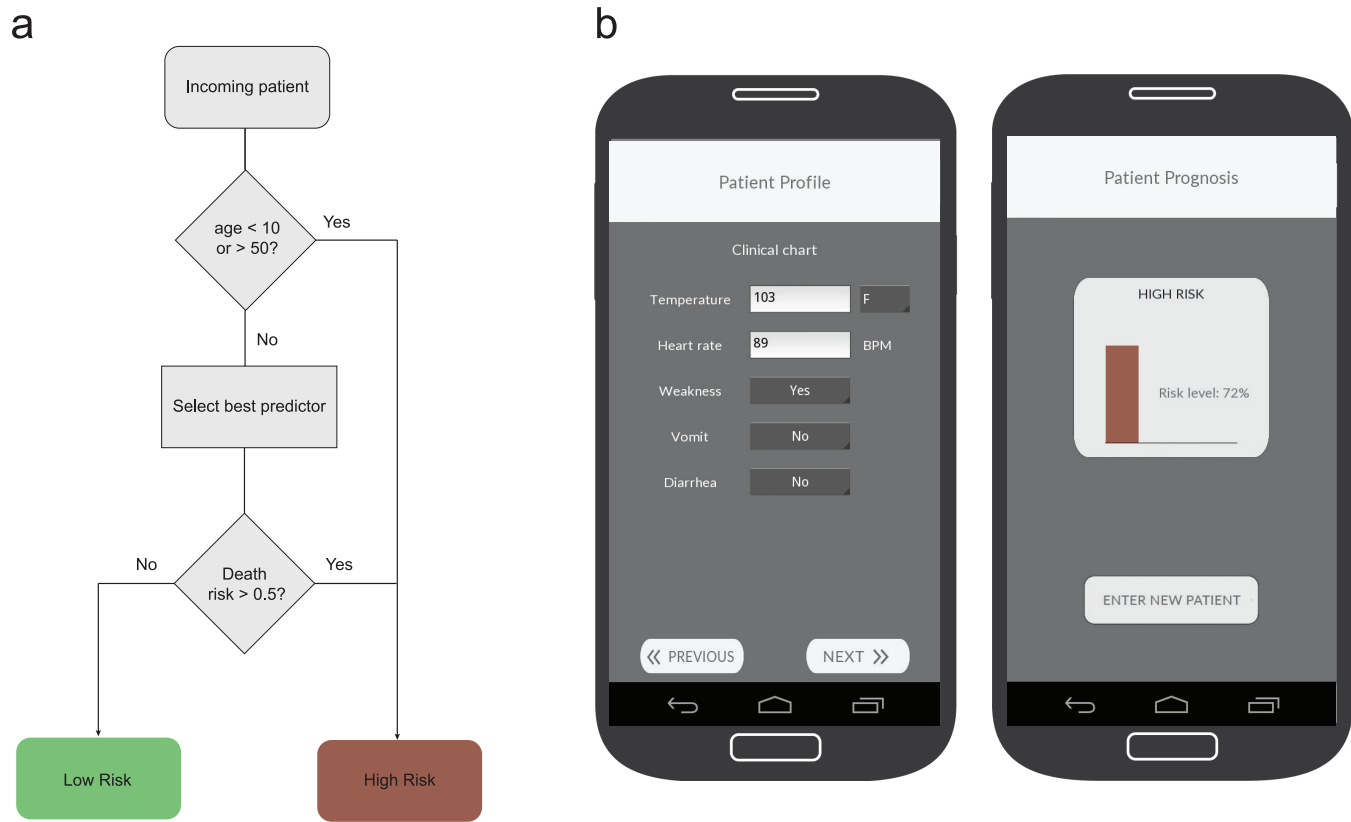 a
Incoming patient
age < 10
or > 50?
Yes
No
Select best predictor
Death
risk > 0.5?
No
Yes
Low Risk
High Risk
b
Patient Profile
Clinical chart
Temperature 103 F
Heart rate 89 BPM
Weakness Yes
Vomit No
Diarrhea No
PREVIOUS NEXT
Patient Prognosis
HIGH RISK
Risk level: 72%
ENTER NEW PATIENT